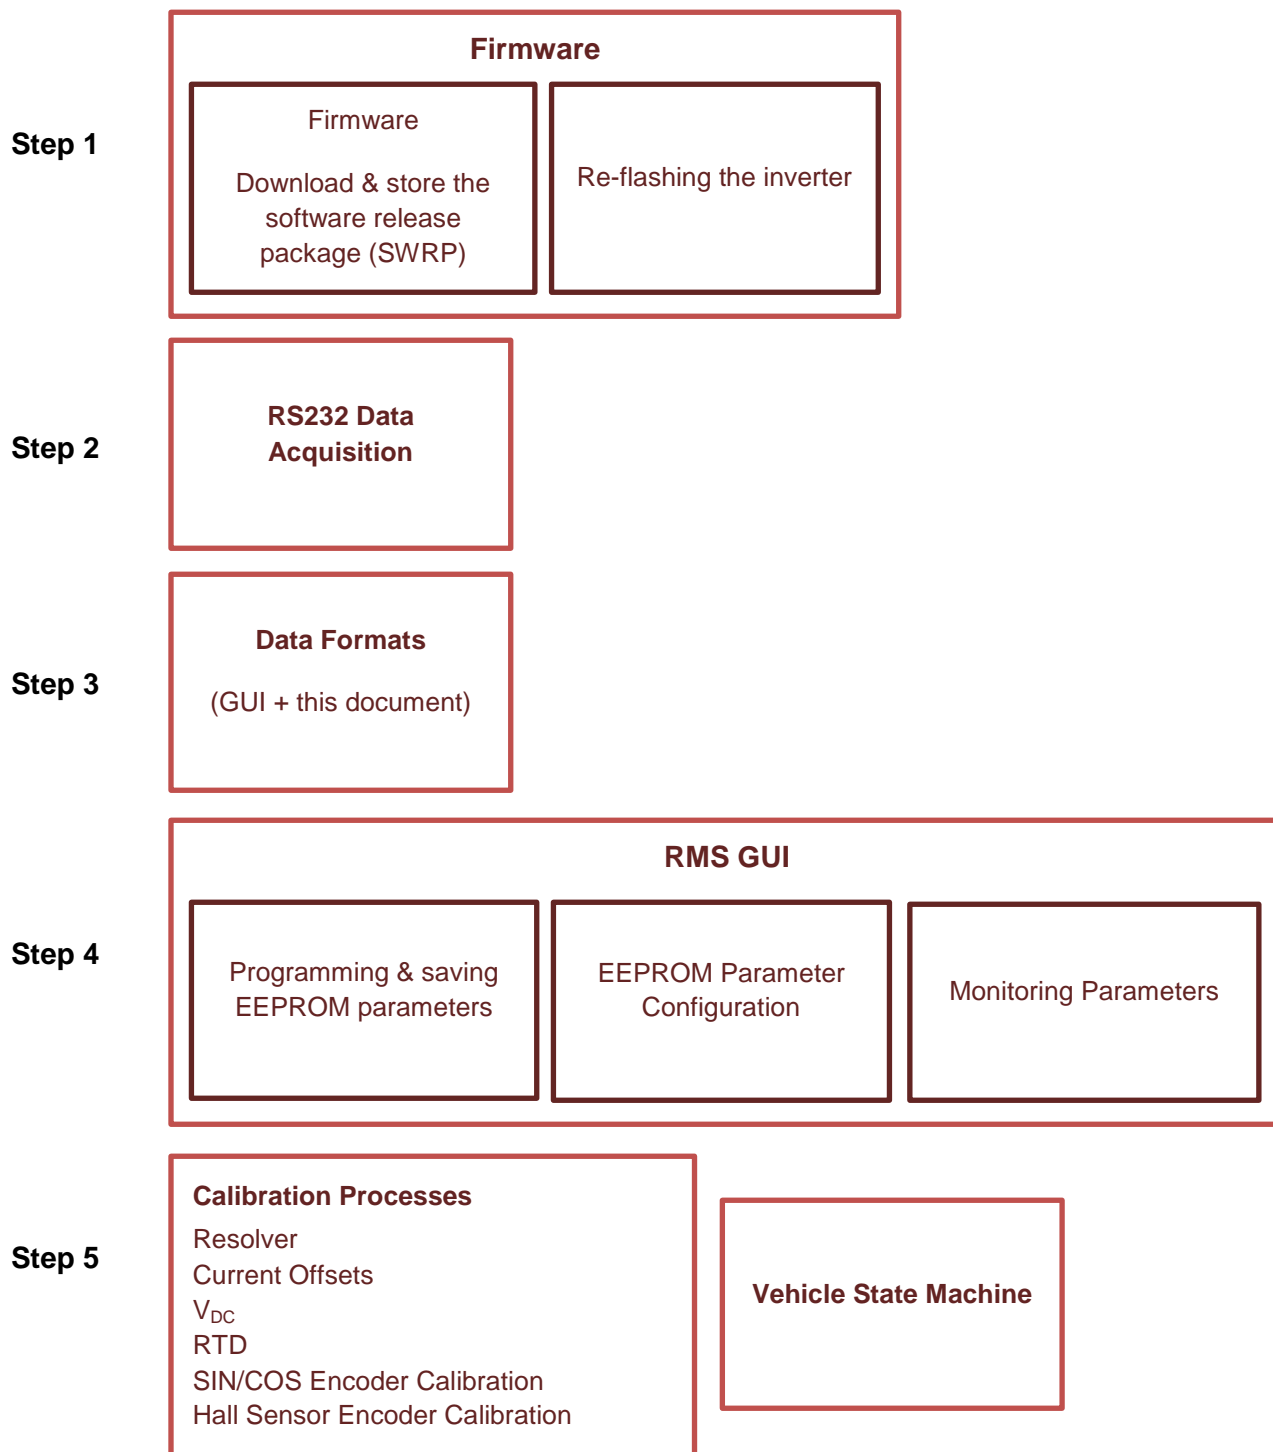 Firmware
Step 1
Firmware
Download & store the
software release
package (SWRP)
Re-flashing the inverter
Step 2
RS232 Data
Acquisition
Step 3
Data Formats
(GUI + this document)
RMS GUI
Step 4
Programming & saving
EEPROM parameters
EEPROM Parameter
Configuration
Monitoring Parameters
Step 5
Calibration Processes
Resolver
Current Offsets
VDC
RTD
SIN/COS Encoder Calibration
Hall Sensor Encoder Calibration
Vehicle State Machine